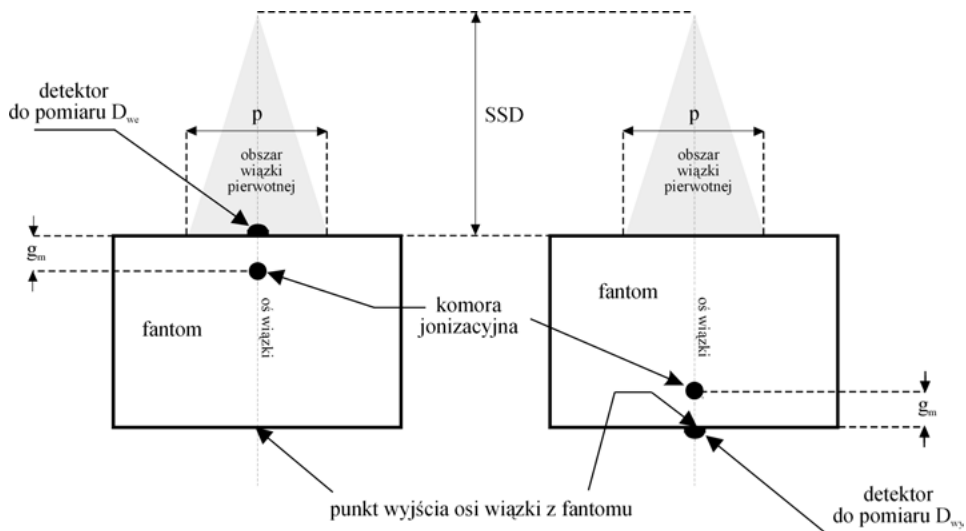 detektor
do pomiaru D_we
p
SSD
p
obszar
wiązki
pierwotnej
obszar
wiązki
pierwotnej
g_m
fantom
oś wiązki
komora
jonizacyjna
fantom
oś wiązki
g_m
punkt wyjścia osi wiązki z fantomu
detektor
do pomiaru D_wy